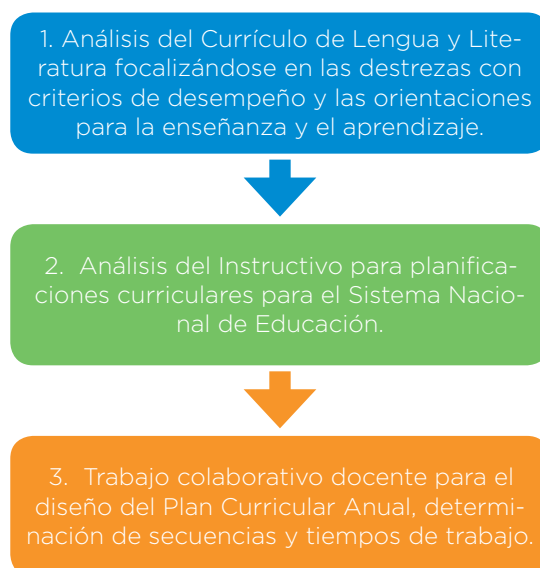 1. Análisis del Currículo de Lengua y Lite-
ratura focalizándose en las destrezas con
criterios de desempeño y las orientaciones
para la enseñanza y el aprendizaje.
2. Análisis del Instructivo para planifica-
ciones curriculares para el Sistema Nacio-
nal de Educación.
3. Trabajo colaborativo docente para el
diseño del Plan Curricular Anual, determi-
nación de secuencias y tiempos de trabajo.